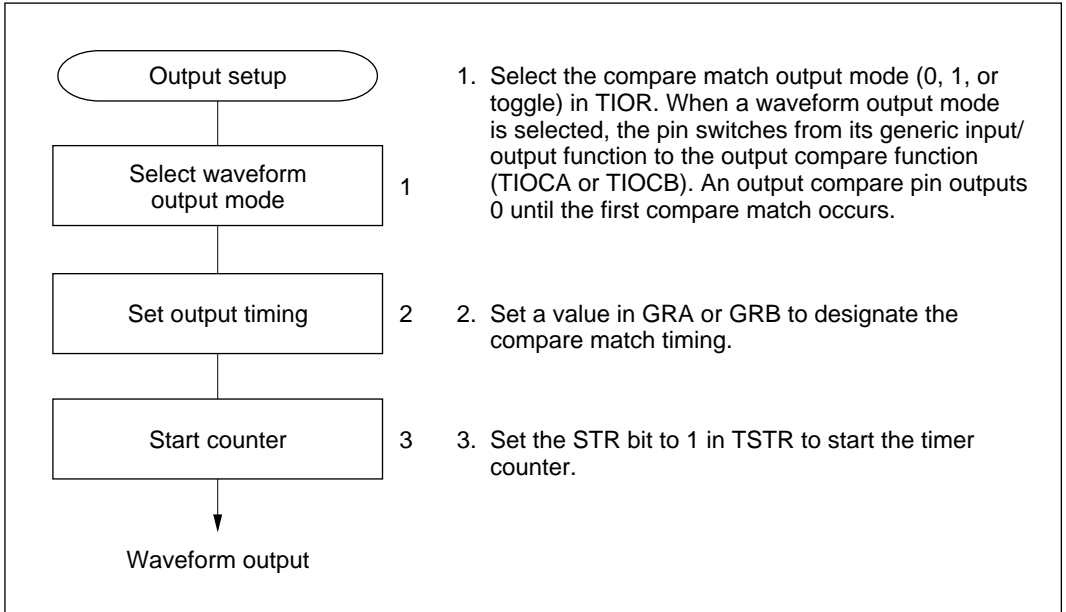 Output setup
Select waveform
output mode
1
1. Select the compare match output mode (0, 1, or
toggle) in TIOR. When a waveform output mode
is selected, the pin switches from its generic input/
output function to the output compare function
(TIOCA or TIOCB). An output compare pin outputs
0 until the first compare match occurs.
Set output timing
2
2. Set a value in GRA or GRB to designate the
compare match timing.
Start counter
3
3. Set the STR bit to 1 in TSTR to start the timer
counter.
Waveform output